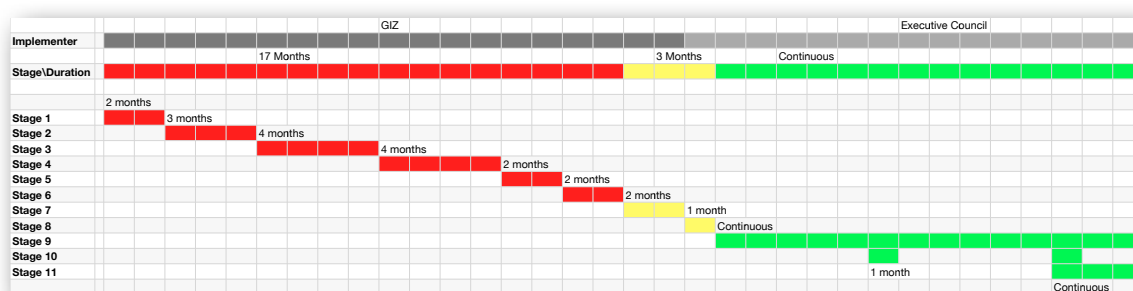 GIZ Executive Council
Implementer
17 Months 3 Months Continuous
Stage\Duration
2 months
Stage 1 3 months
Stage 2 4 months
Stage 3 4 months
Stage 4 2 months
Stage 5 2 months
Stage 6 2 months
Stage 7 1 month
Stage 8 Continuous
Stage 9
Stage 10
Stage 11 1 month
Continuous